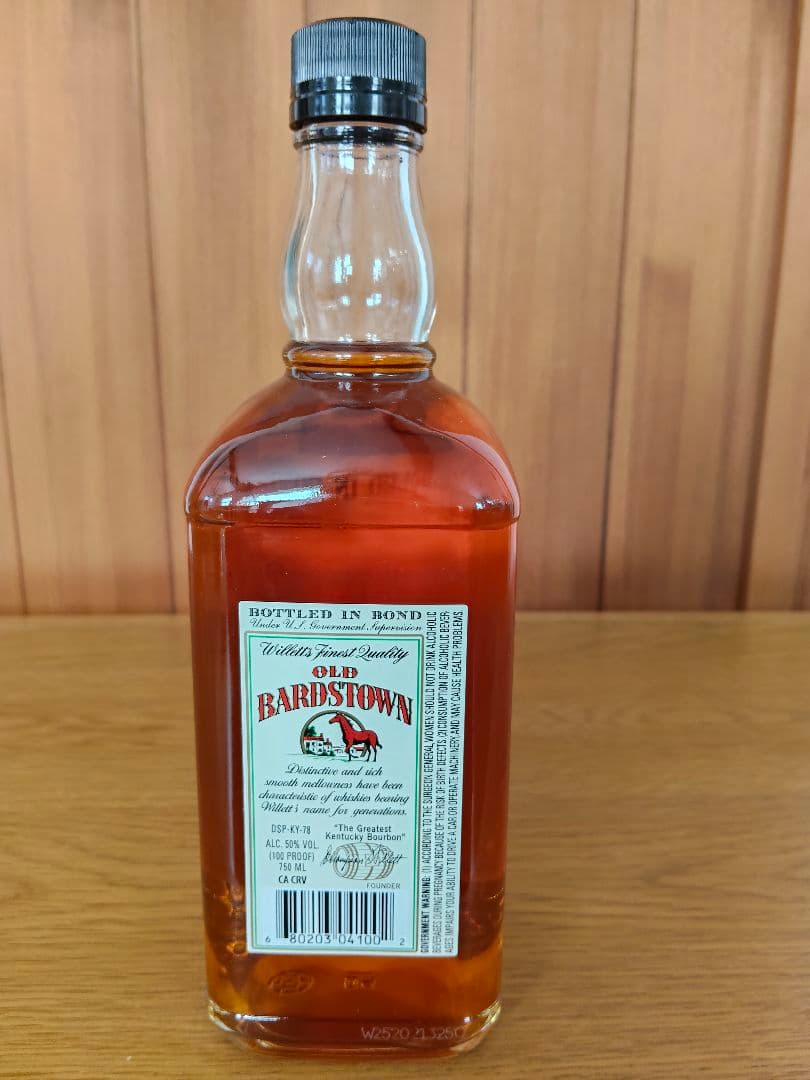 BOTTLED IN BOND
Under U.S. Government Supervision
Willett's Finest Quality
OLD
BARDSTOWN
Distinctive and rich
smooth mellowness have been
characteristic of whiskies bearing
Willett's name for generations.
DSP-KY-78
ALC. 50% VOL.
(100 PROOF)
750 ML
CA CRV
"The Greatest
Kentucky Bourbon"
FOUNDER
6 80203 04100 2
GOVERNMENT WARNING: (1) ACCORDING TO THE SURGEON GENERAL, WOMEN SHOULD NOT DRINK ALCOHOLIC
BEVERAGES DURING PREGNANCY BECAUSE OF THE RISK OF BIRTH DEFECTS. (2) CONSUMPTION OF ALCOHOLIC BEVER-
AGES IMPAIRS YOUR ABILITY TO DRIVE A CAR OR OPERATE MACHINERY, AND MAY CAUSE HEALTH PROBLEMS.